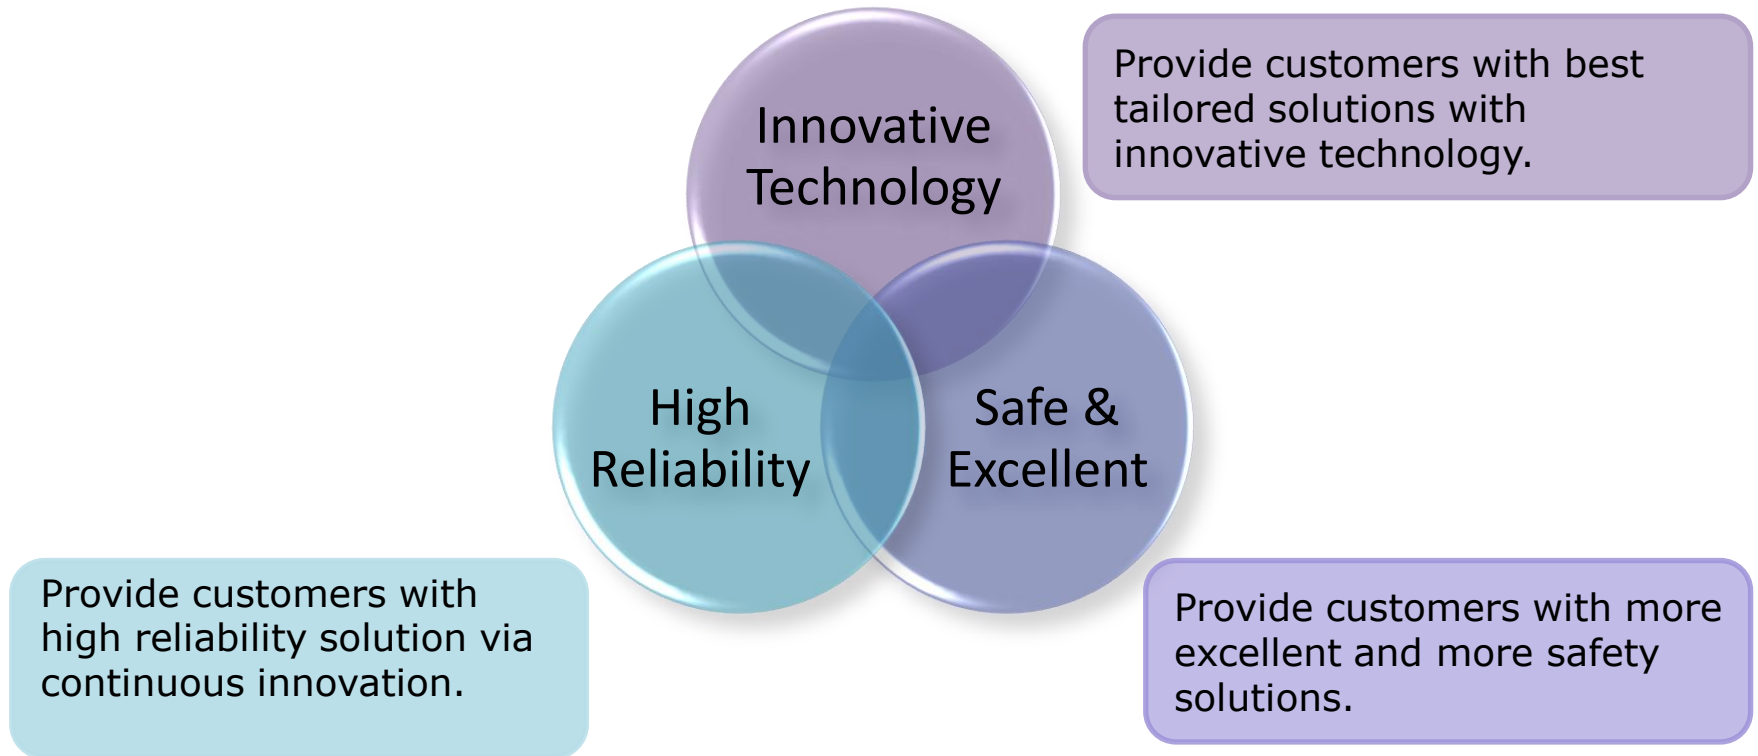 Innovative
Technology
Provide customers with best
tailored solutions with
innovative technology.
High
Reliability
Safe &
Excellent
Provide customers with
high reliability solution via
continuous innovation.
Provide customers with more
excellent and more safety
solutions.